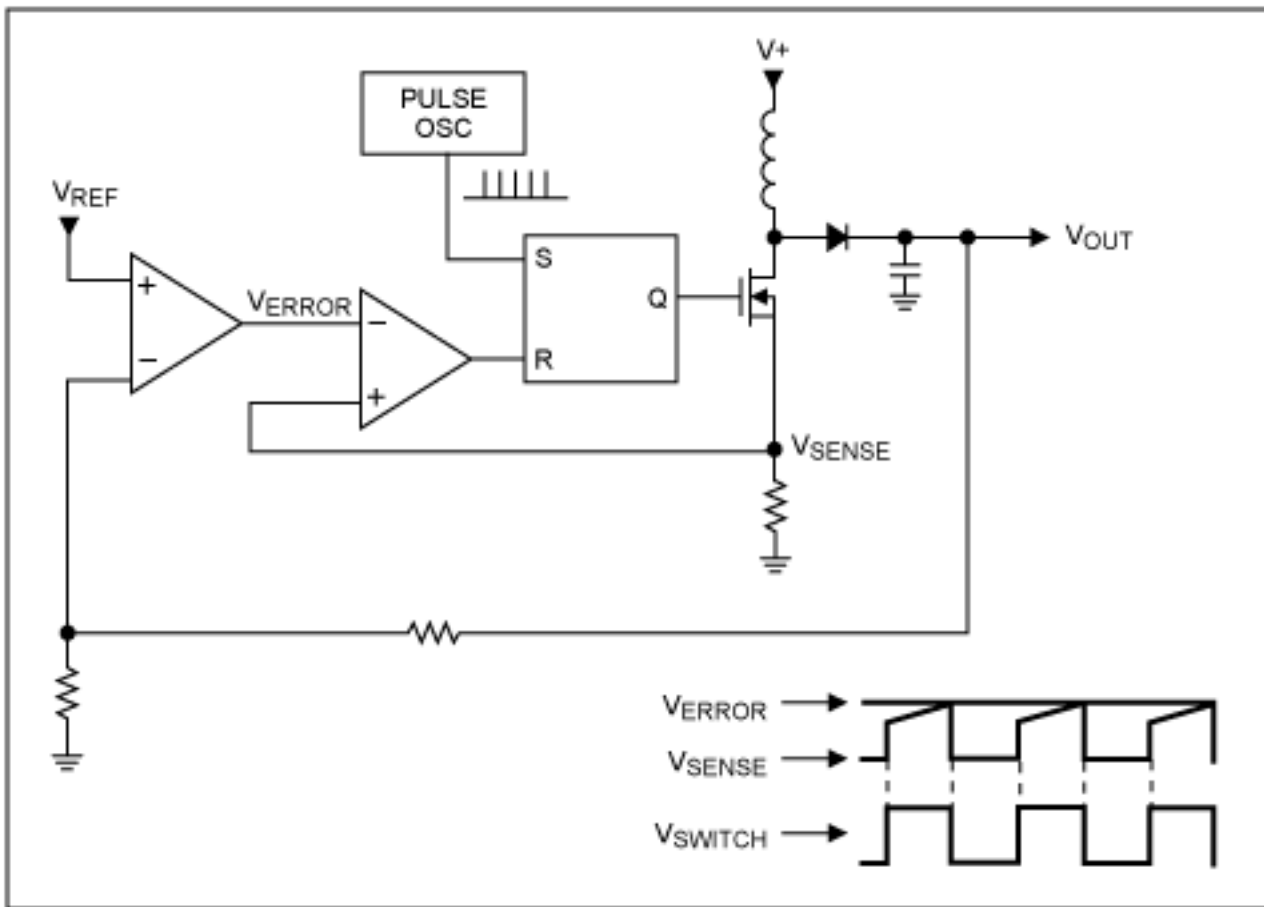 V+
PULSE
OSC
VREF
VOUT
S
+
VERROR
Q
−
−
R
+
VSENSE
VERROR
VSENSE
VSWITCH